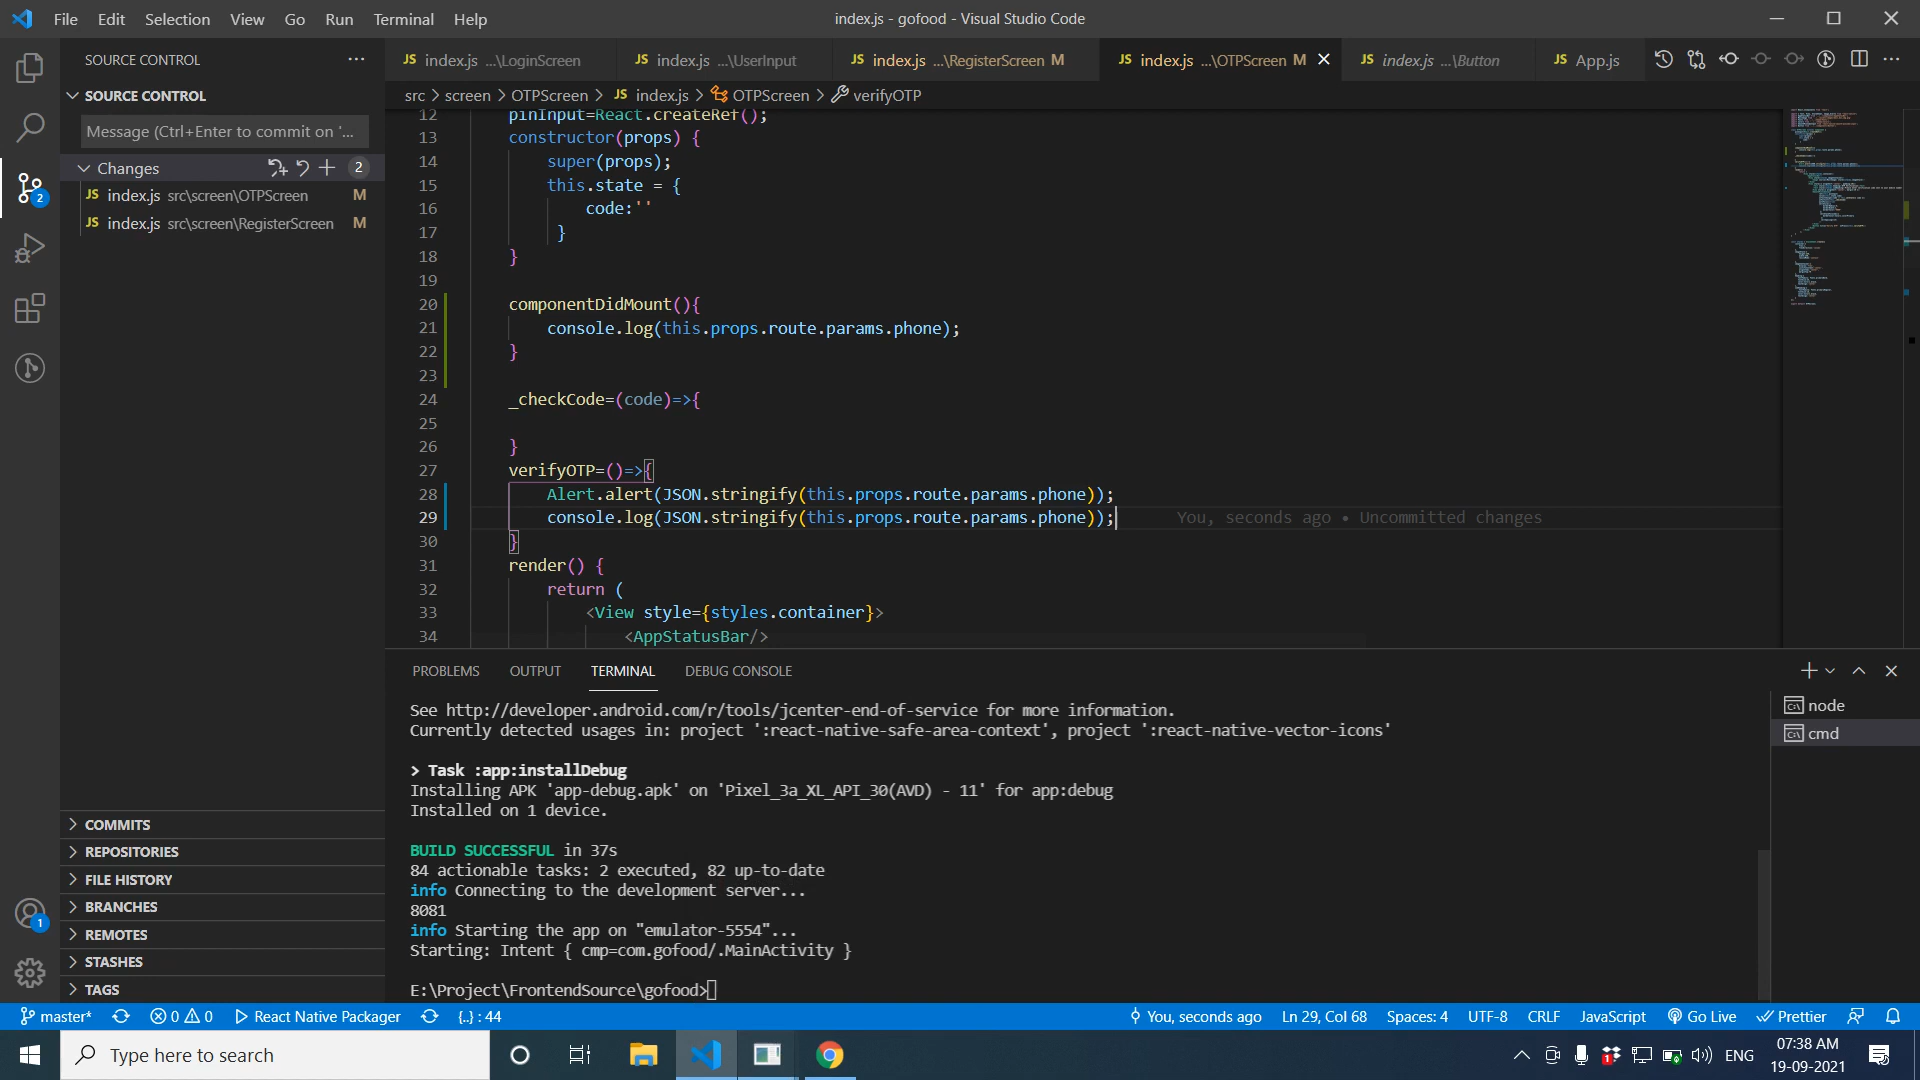 File Edit Selection View Go Run Terminal Help
index.js - gofood - Visual Studio Code
SOURCE CONTROL
JS index.js ...\LoginScreen
JS index.js ...\UserInput
JS index.js ...\RegisterScreen M
JS index.js ...\OTPScreen M
JS index.js ...\Button
JS App.js
SOURCE CONTROL
Message (Ctrl+Enter to commit on '...
Changes 2
JS index.js src\screen\OTPScreen M
JS index.js src\screen\RegisterScreen M
2
src > screen > OTPScreen > JS index.js > OTPScreen > verifyOTP
12 pinInput=React.createRef();
13 constructor(props) {
14 super(props);
15 this.state = {
16 code:''
17 }
18 }
19
20 componentDidMount(){
21 console.log(this.props.route.params.phone);
22 }
23
24 _checkCode=(code)=>{
25
26 }
27 verifyOTP=()=>{
28 Alert.alert(JSON.stringify(this.props.route.params.phone));
29 console.log(JSON.stringify(this.props.route.params.phone)); You, seconds ago • Uncommitted changes
30 }
31 render() {
32 return (
33 <View style={styles.container}>
34 <AppStatusBar/>
PROBLEMS OUTPUT TERMINAL DEBUG CONSOLE
See http://developer.android.com/r/tools/jcenter-end-of-service for more information.
Currently detected usages in: project ':react-native-safe-area-context', project ':react-native-vector-icons'
> Task :app:installDebug
Installing APK 'app-debug.apk' on 'Pixel_3a_XL_API_30(AVD) - 11' for app:debug
Installed on 1 device.
BUILD SUCCESSFUL in 37s
84 actionable tasks: 2 executed, 82 up-to-date
info Connecting to the development server...
8081
info Starting the app on "emulator-5554"...
Starting: Intent { cmp=com.gofood/.MainActivity }
E:\Project\FrontendSource\gofood>
node
cmd
COMMITS
REPOSITORIES
FILE HISTORY
BRANCHES
REMOTES
STASHES
TAGS
1
master* 0 0 React Native Packager {..} : 44
You, seconds ago Ln 29, Col 68 Spaces: 4 UTF-8 CRLF JavaScript Go Live Prettier
Type here to search
1
ENG
07:38 AM
19-09-2021